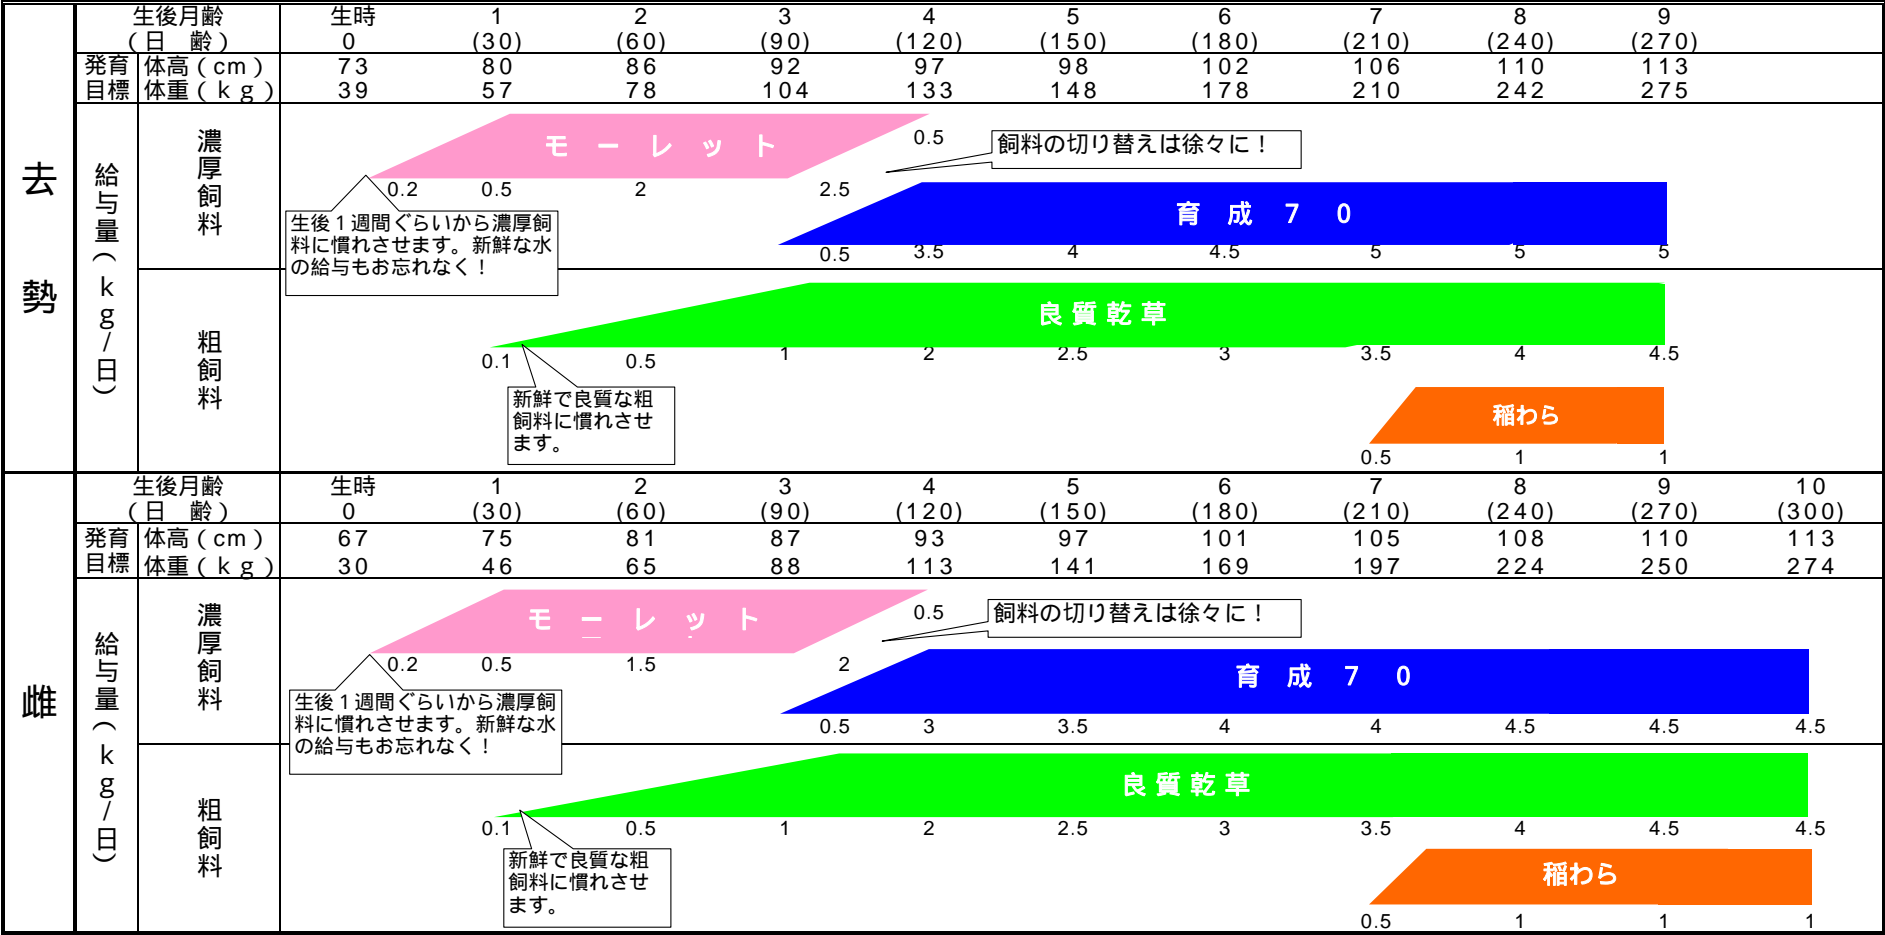 生後月齢 生時 1 2 3 4 5 6 7 8 9
(日 齢) 0 (30) (60) (90) (120) (150) (180) (210) (240) (270)
発育 体高(cm) 73 80 86 92 97 98 102 106 110 113
目標 体重(kg) 39 57 78 104 133 148 178 210 242 275
去勢
給与量(kg/日)
濃厚飼料
モーレット
0.5
飼料の切り替えは徐々に!
0.2 0.5 2 2.5
育成70
生後1週間ぐらいから濃厚飼
料に慣れさせます。新鮮な水
の給与もお忘れなく!
0.5 3.5 4 4.5 5 5 5
粗飼料
良質乾草
0.1 0.5 1 2 2.5 3 3.5 4 4.5
新鮮で良質な粗
飼料に慣れさせ
ます。
稲わら
0.5 1 1
生後月齢 生時 1 2 3 4 5 6 7 8 9 10
(日 齢) 0 (30) (60) (90) (120) (150) (180) (210) (240) (270) (300)
発育 体高(cm) 67 75 81 87 93 97 101 105 108 110 113
目標 体重(kg) 30 46 65 88 113 141 169 197 224 250 274
雌
給与量(kg/日)
濃厚飼料
モーレット
0.5
飼料の切り替えは徐々に!
0.2 0.5 1.5 2
育成70
生後1週間ぐらいから濃厚飼
料に慣れさせます。新鮮な水
の給与もお忘れなく!
0.5 3 3.5 4 4 4.5 4.5 4.5
粗飼料
良質乾草
0.1 0.5 1 2 2.5 3 3.5 4 4.5 4.5
新鮮で良質な粗
飼料に慣れさせ
ます。
稲わら
0.5 1 1 1